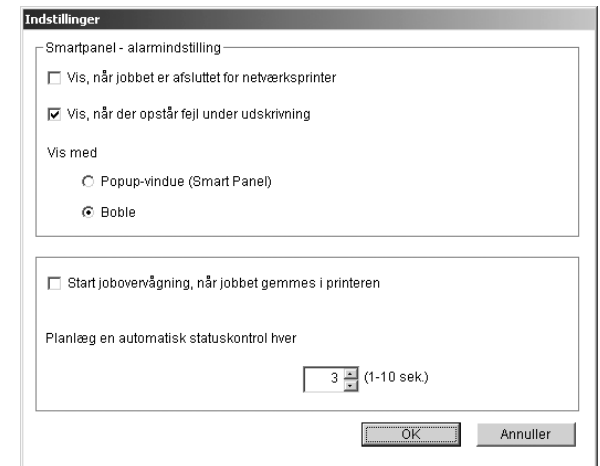 Indstillinger
Smartpanel - alarmindstilling
Vis, når jobbet er afsluttet for netværksprinter
Vis, når der opstår fejl under udskrivning
Vis med
Popup-vindue (Smart Panel)
Boble
Start jobovervågning, når jobbet gemmes i printeren
Planlæg en automatisk statuskontrol hver
3 (1-10 sek.)
OK Annuller